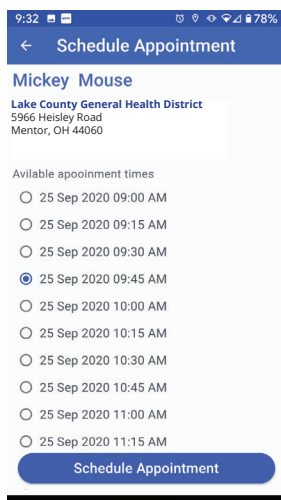 9:32 78%
Schedule Appointment
Mickey Mouse
Lake County General Health District
5966 Heisley Road
Mentor, OH 44060
Avilable apooinment times
25 Sep 2020 09:00 AM
25 Sep 2020 09:15 AM
25 Sep 2020 09:30 AM
25 Sep 2020 09:45 AM
25 Sep 2020 10:00 AM
25 Sep 2020 10:15 AM
25 Sep 2020 10:30 AM
25 Sep 2020 10:45 AM
25 Sep 2020 11:00 AM
25 Sep 2020 11:15 AM
Schedule Appointment